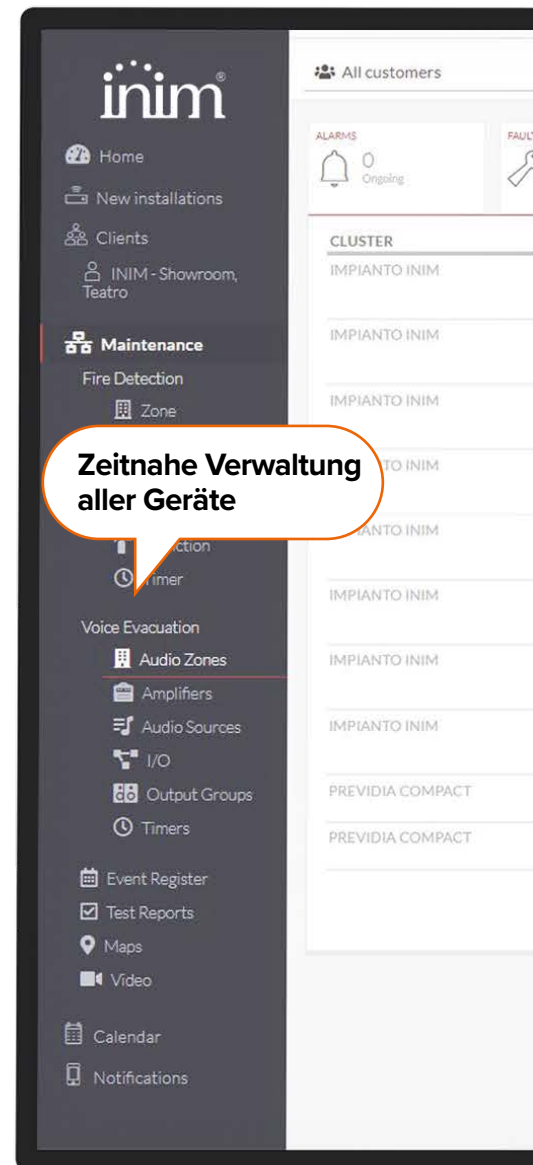 inim®
Home
New installations
Clients
INIM - Showroom,
Teatro
Maintenance
Fire Detection
Zone
Zeitnahe Verwaltung
aller Geräte
Voice Evacuation
Audio Zones
Amplifiers
Audio Sources
I/O
Output Groups
Timers
Event Register
Test Reports
Maps
Video
Calendar
Notifications
All customers
ALARMS
0
Ongoing
CLUSTER
IMPIANTO INIM
IMPIANTO INIM
IMPIANTO INIM
INIM
INIM
IMPIANTO INIM
IMPIANTO INIM
IMPIANTO INIM
PREVIDIA COMPACT
PREVIDIA COMPACT